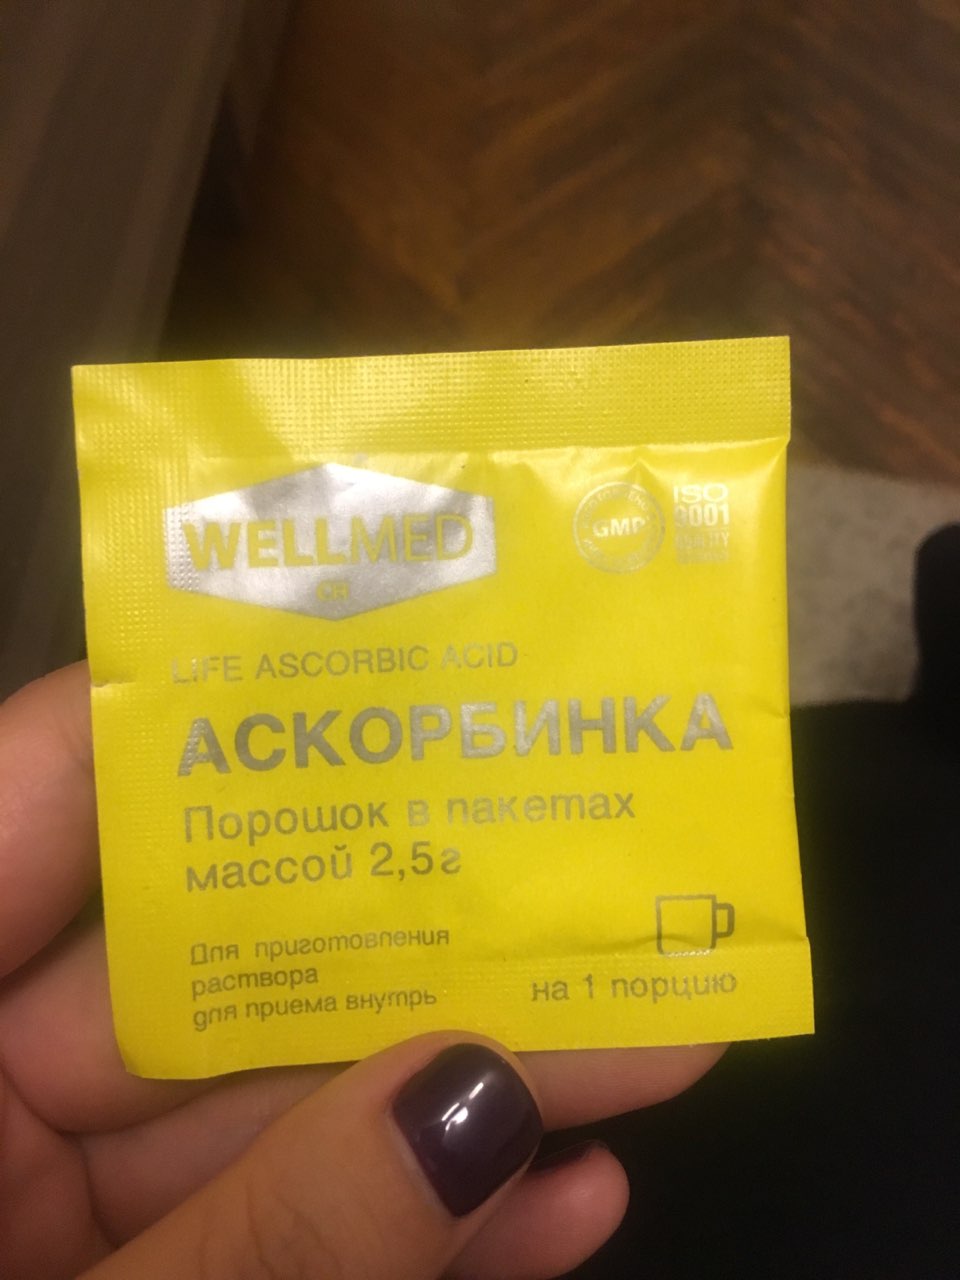 WELLMED
CH
GMP
ISO
9001
QUALITY
LIFE ASCORBIC ACID
АСКОРБИНКА
Порошок в пакетах
массой 2,5г
Для приготовления
раствора
для приема внутрь
на 1 порцию